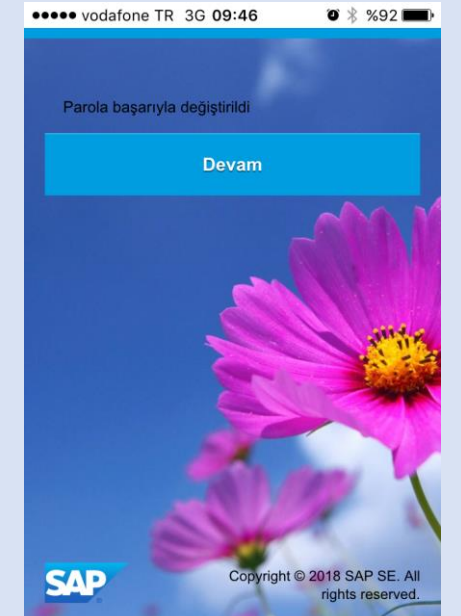 vodafone TR 3G 09:46 %92
Parola başarıyla değiştirildi
Devam
SAP
Copyright © 2018 SAP SE. All
rights reserved.